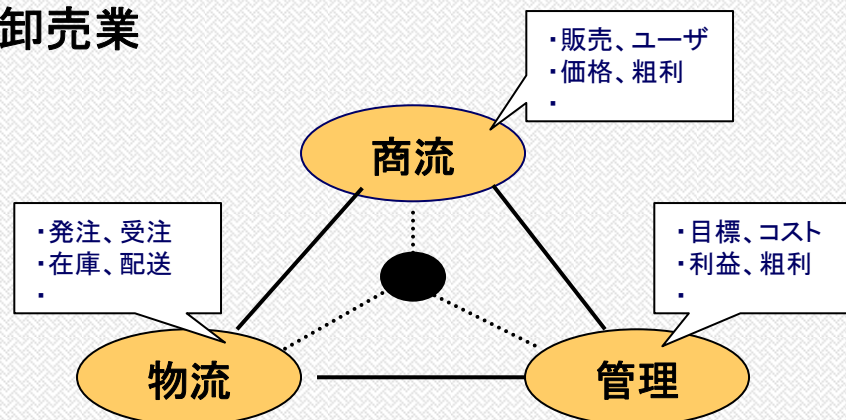 卸売業
・販売、ユーザ
・価格、粗利
・
商流
・発注、受注
・在庫、配送
・
・目標、コスト
・利益、粗利
・
物流
管理